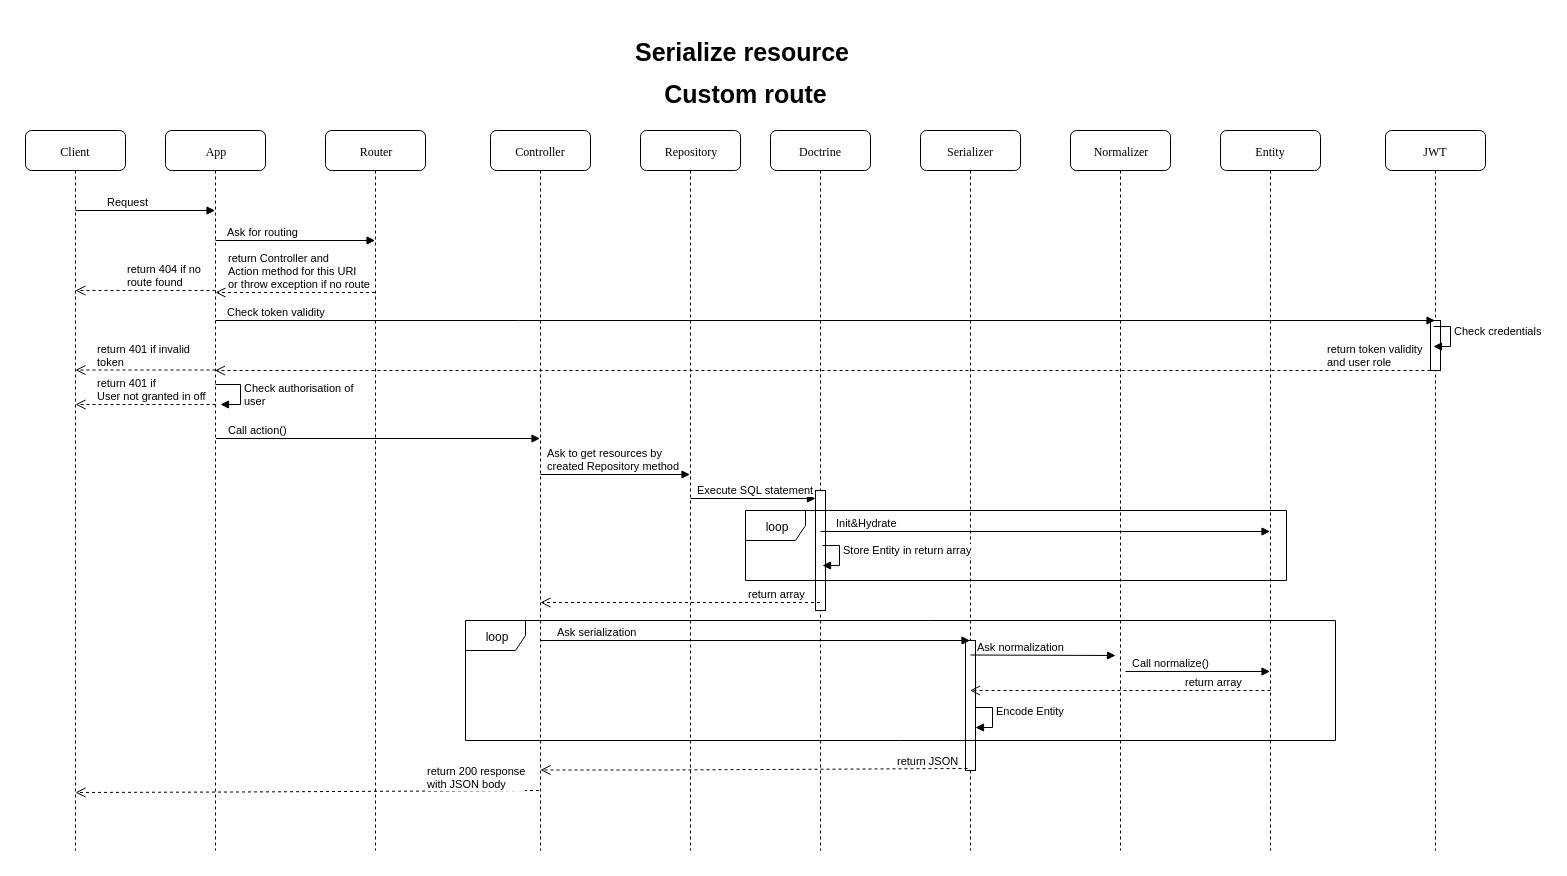 Serialize resource
Custom route
Client
App
Router
Controller
Repository
Doctrine
Serializer
Normalizer
Entity
JWT
Request
Ask for routing
return Controller and
Action method for this URI
or throw exception if no route
return 404 if no
route found
Check token validity
Check credentials
return token validity
and user role
return 401 if invalid
token
return 401 if
User not granted in off
Check authorisation of
user
Call action()
Ask to get resources by
created Repository method
Execute SQL statement
loop
Init&Hydrate
Store Entity in return array
return array
loop
Ask serialization
Ask normalization
Call normalize()
return array
Encode Entity
return JSON
return 200 response
with JSON body